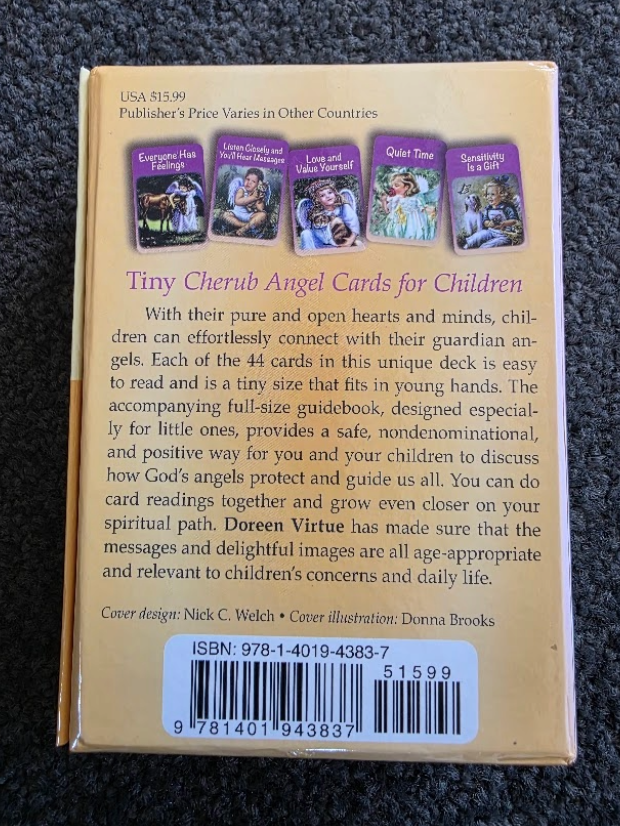 USA $15.99
Publisher's Price Varies in Other Countries
Everyone Has
Feelings
Listen Closely and
You'll Hear Messages
Love and
Value Yourself
Quiet Time
Sensitivity
Is a Gift
Tiny Cherub Angel Cards for Children
With their pure and open hearts and minds, chil-
dren can effortlessly connect with their guardian an-
gels. Each of the 44 cards in this unique deck is easy
to read and is a tiny size that fits in young hands. The
accompanying full-size guidebook, designed especial-
ly for little ones, provides a safe, nondenominational,
and positive way for you and your children to discuss
how God's angels protect and guide us all. You can do
card readings together and grow even closer on your
spiritual path. Doreen Virtue has made sure that the
messages and delightful images are all age-appropriate
and relevant to children's concerns and daily life.
Cover design: Nick C. Welch • Cover illustration: Donna Brooks
ISBN: 978-1-4019-4383-7
51599
9 781401 943837